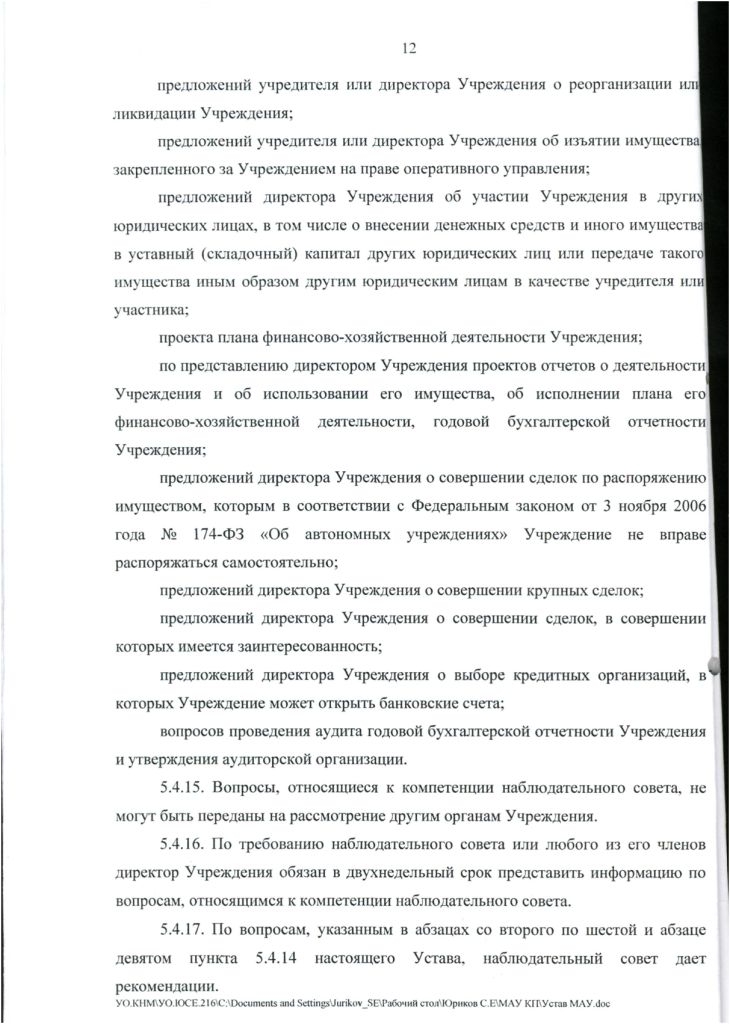 12
предложений учредителя или директора Учреждения о реорганизации или
ликвидации Учреждения;
предложений учредителя или директора Учреждения об изъятии имущества,
закрепленного за Учреждением на праве оперативного управления;
предложений директора Учреждения об участии Учреждения в других
юридических лицах, в том числе о внесении денежных средств и иного имущества
в уставный (складочный) капитал других юридических лиц или передаче такого
имущества иным образом другим юридическим лицам в качестве учредителя или
участника;
проекта плана финансово-хозяйственной деятельности Учреждения;
по представлению директором Учреждения проектов отчетов о деятельности
Учреждения и об использовании его имущества, об исполнении плана его
финансово-хозяйственной деятельности, годовой бухгалтерской отчетности
Учреждения;
предложений директора Учреждения о совершении сделок по распоряжению
имуществом, которым в соответствии с Федеральным законом от 3 ноября 2006
года № 174-ФЗ «Об автономных учреждениях» Учреждение не вправе
распоряжаться самостоятельно;
предложений директора Учреждения о совершении крупных сделок;
предложений директора Учреждения о совершении сделок, в совершении
которых имеется заинтересованность;
предложений директора Учреждения о выборе кредитных организаций, в
которых Учреждение может открыть банковские счета;
вопросов проведения аудита годовой бухгалтерской отчетности Учреждения
и утверждения аудиторской организации.
5.4.15. Вопросы, относящиеся к компетенции наблюдательного совета, не
могут быть переданы на рассмотрение другим органам Учреждения.
5.4.16. По требованию наблюдательного совета или любого из его членов
директор Учреждения обязан в двухнедельный срок представить информацию по
вопросам, относящимся к компетенции наблюдательного совета.
5.4.17. По вопросам, указанным в абзацах со второго по шестой и абзаце
девятом пункта 5.4.14 настоящего Устава, наблюдательный совет дает
рекомендации.
УО.КНМ\УО.ЮСЕ.216\C:\Documents and Settings\Jurikov_SE\Рабочий стол\Юриков С.Е\МАУ КП\Устав МАУ.doc